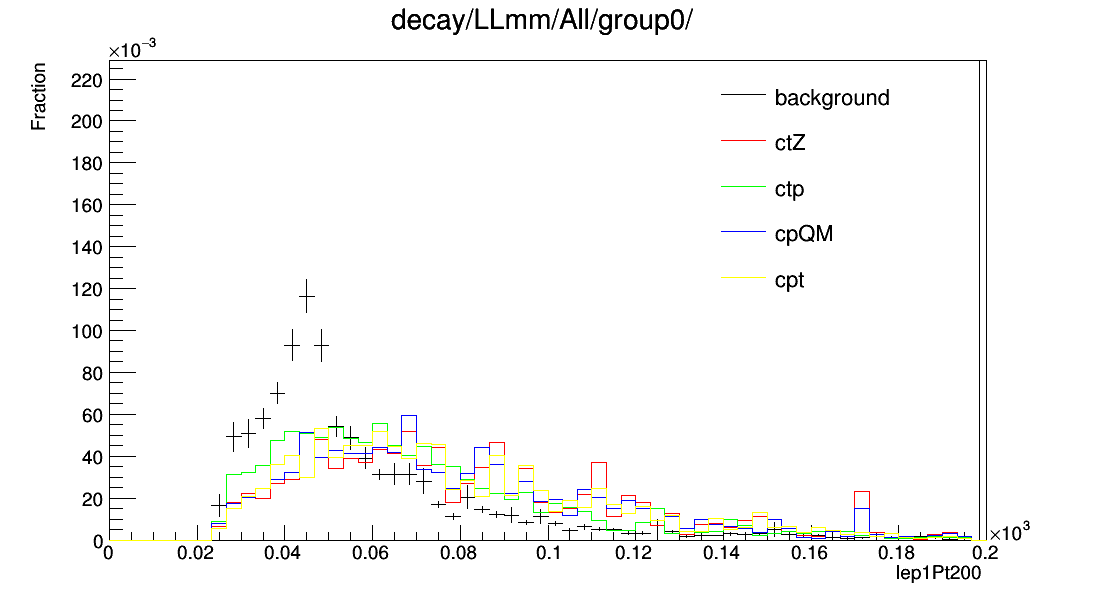 decay/LLmm/All/group0/
×10⁻³
Fraction
220
200
180
160
140
120
100
80
60
40
20
0
background
ctZ
ctp
cpQM
cpt
0 0.02 0.04 0.06 0.08 0.1 0.12 0.14 0.16 0.18 0.2
×10³
lep1Pt200